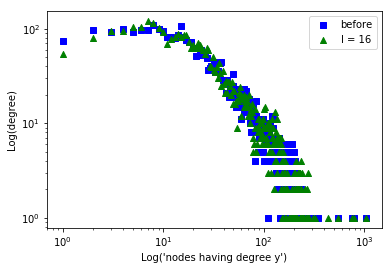 before
l = 16
Log(degree)
10²
10¹
10⁰
10⁰
10¹
10²
10³
Log('nodes having degree y')